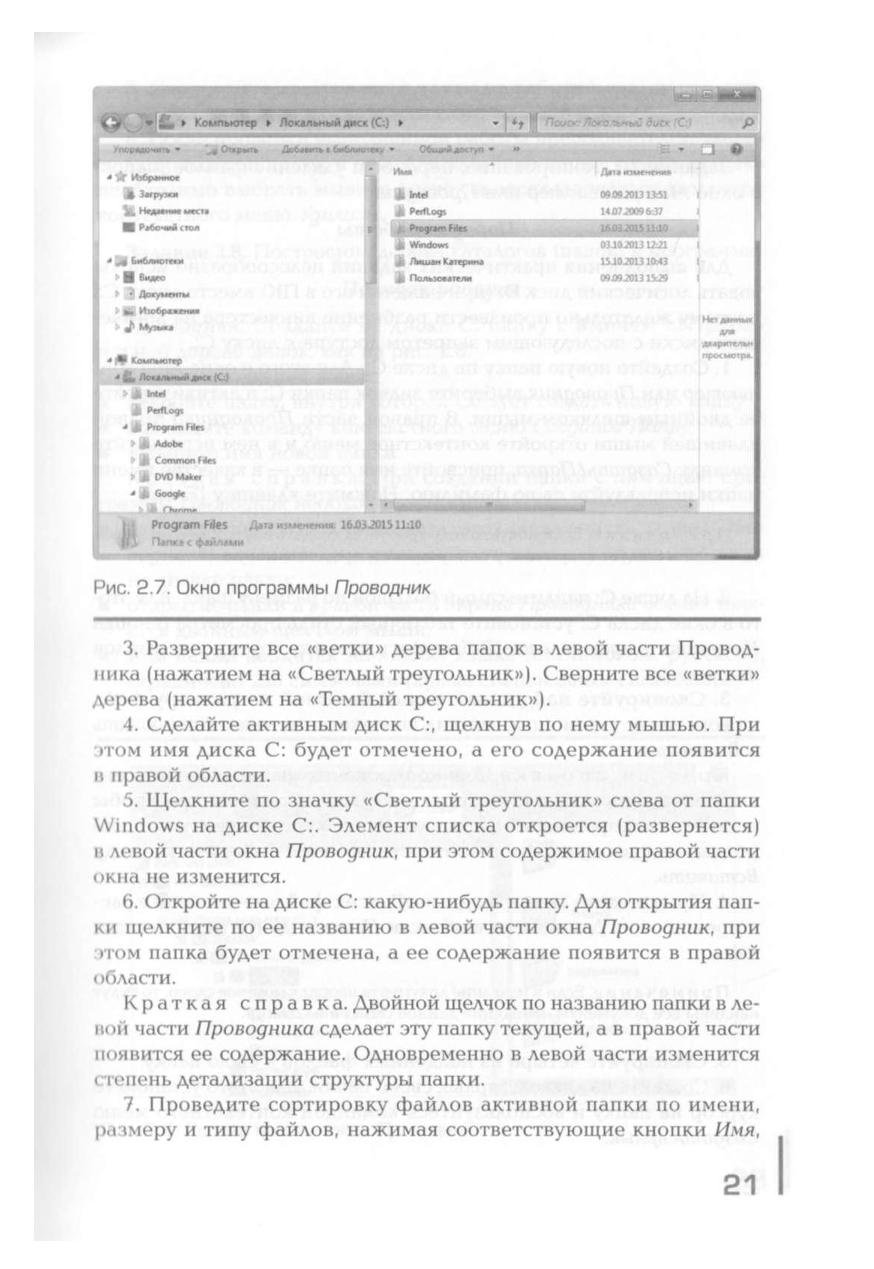 Компьютер Локальный диск (C:) Поиск: Локальный диск (C:)
Упорядочить Открыть Добавить в библиотеку Общий доступ »
Избранное
Загрузки
Недавние места
Рабочий стол
Библиотеки
Видео
Документы
Изображения
Музыка
Компьютер
Локальный диск (C:)
Intel
PerfLogs
Program Files
Adobe
Common Files
DVD Maker
Google
Chrome
Имя Дата изменения
Intel 09.09.2013 13:51
PerfLogs 14.07.2009 6:37
Program Files 16.03.2015 11:10
Windows 03.10.2013 12:21
Лишан Катерина 15.10.2013 10:43
Пользователи 09.09.2013 15:29
Нет данных
для
дварительн
просмотра.
Program Files Дата изменения: 16.03.2015 11:10
Папка с файлами
Рис. 2.7. Окно программы Проводник
3. Разверните все «ветки» дерева папок в левой части Провод-
ника (нажатием на «Светлый треугольник»). Сверните все «ветки»
дерева (нажатием на «Темный треугольник»).
4. Сделайте активным диск С:, щелкнув по нему мышью. При
этом имя диска С: будет отмечено, а его содержание появится
в правой области.
5. Щелкните по значку «Светлый треугольник» слева от папки
Windows на диске С:. Элемент списка откроется (развернется)
в левой части окна Проводник, при этом содержимое правой части
окна не изменится.
6. Откройте на диске С: какую-нибудь папку. Для открытия пап-
ки щелкните по ее названию в левой части окна Проводник, при
этом папка будет отмечена, а ее содержание появится в правой
области.
Краткая справка. Двойной щелчок по названию папки в ле-
вой части Проводника сделает эту папку текущей, а в правой части
появится ее содержание. Одновременно в левой части изменится
степень детализации структуры папки.
7. Проведите сортировку файлов активной папки по имени,
размеру и типу файлов, нажимая соответствующие кнопки Имя,
21